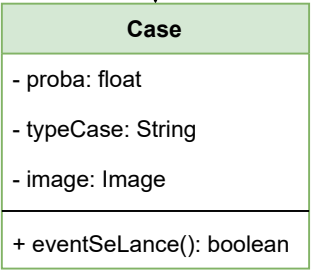 Case
- proba: float
- typeCase: String
- image: Image
+ eventSeLance(): boolean